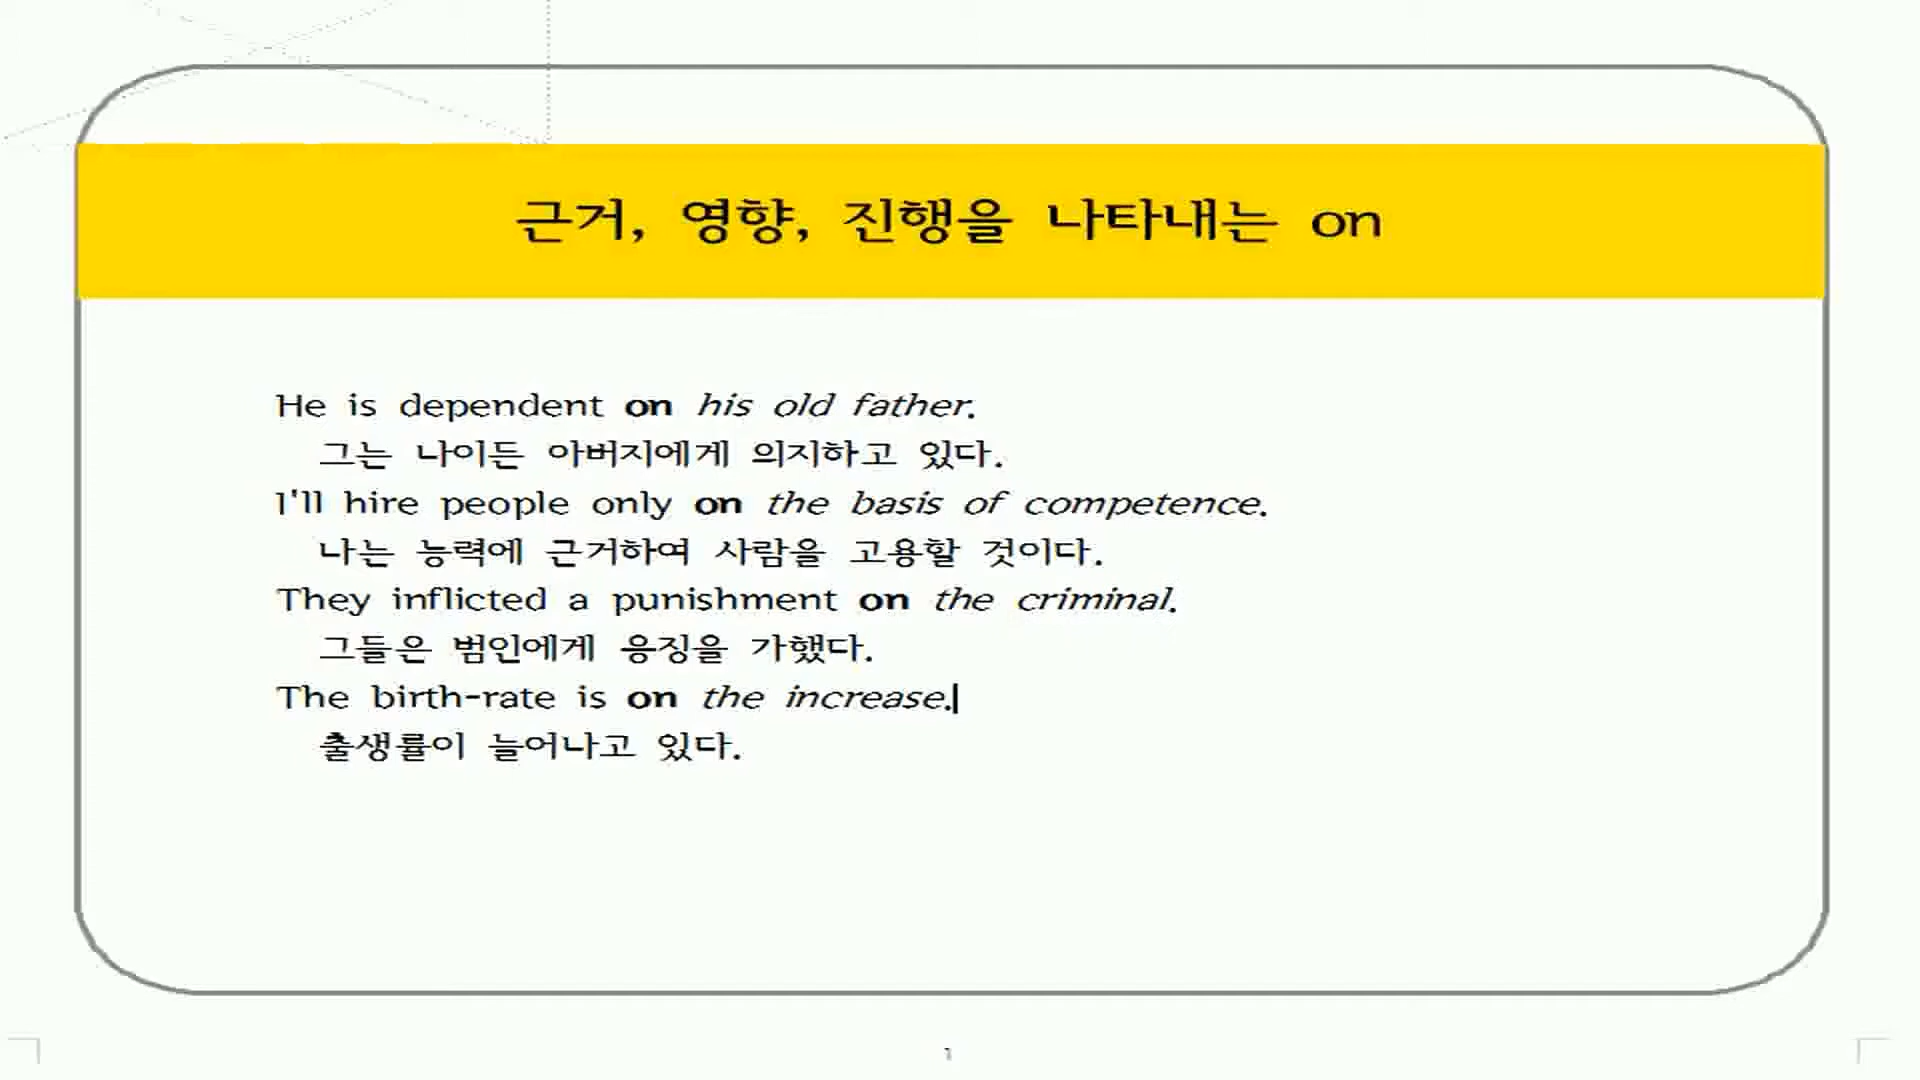 근거, 영향, 진행을 나타내는 on
He is dependent on his old father.
그는 나이든 아버지에게 의지하고 있다.
I'll hire people only on the basis of competence.
나는 능력에 근거하여 사람을 고용할 것이다.
They inflicted a punishment on the criminal.
그들은 범인에게 응징을 가했다.
The birth-rate is on the increase.
출생률이 늘어나고 있다.
1